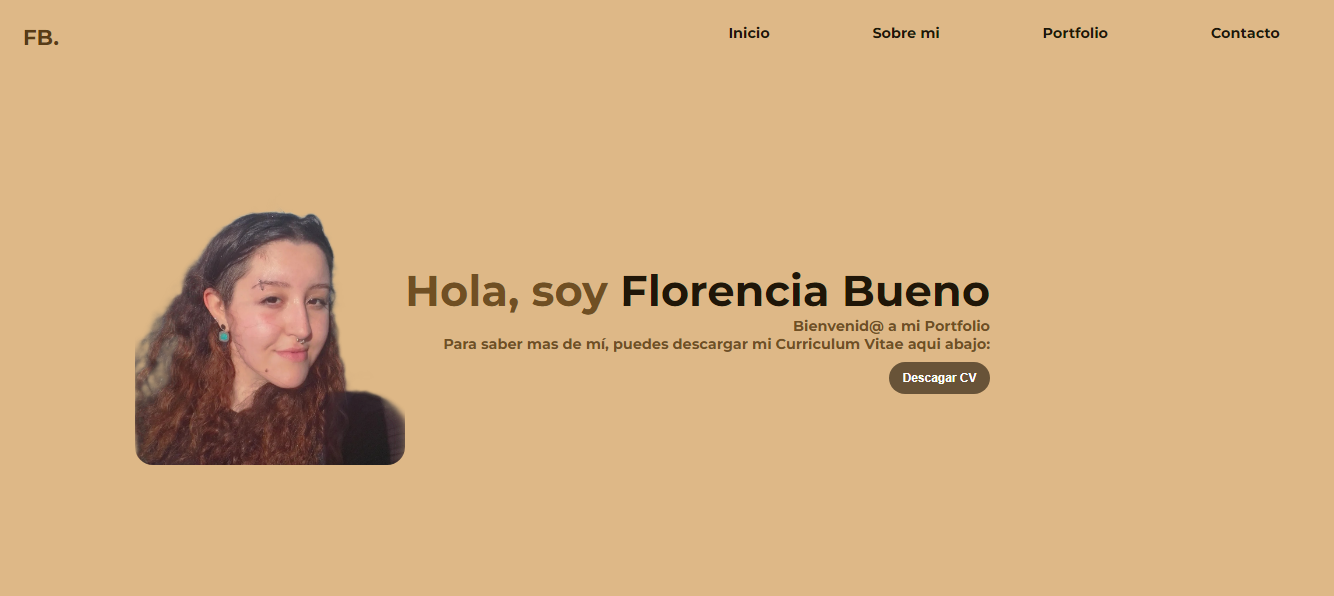 FB.
Inicio
Sobre mi
Portfolio
Contacto
Hola, soy Florencia Bueno
Bienvenid@ a mi Portfolio
Para saber mas de mí, puedes descargar mi Curriculum Vitae aqui abajo:
Descagar CV